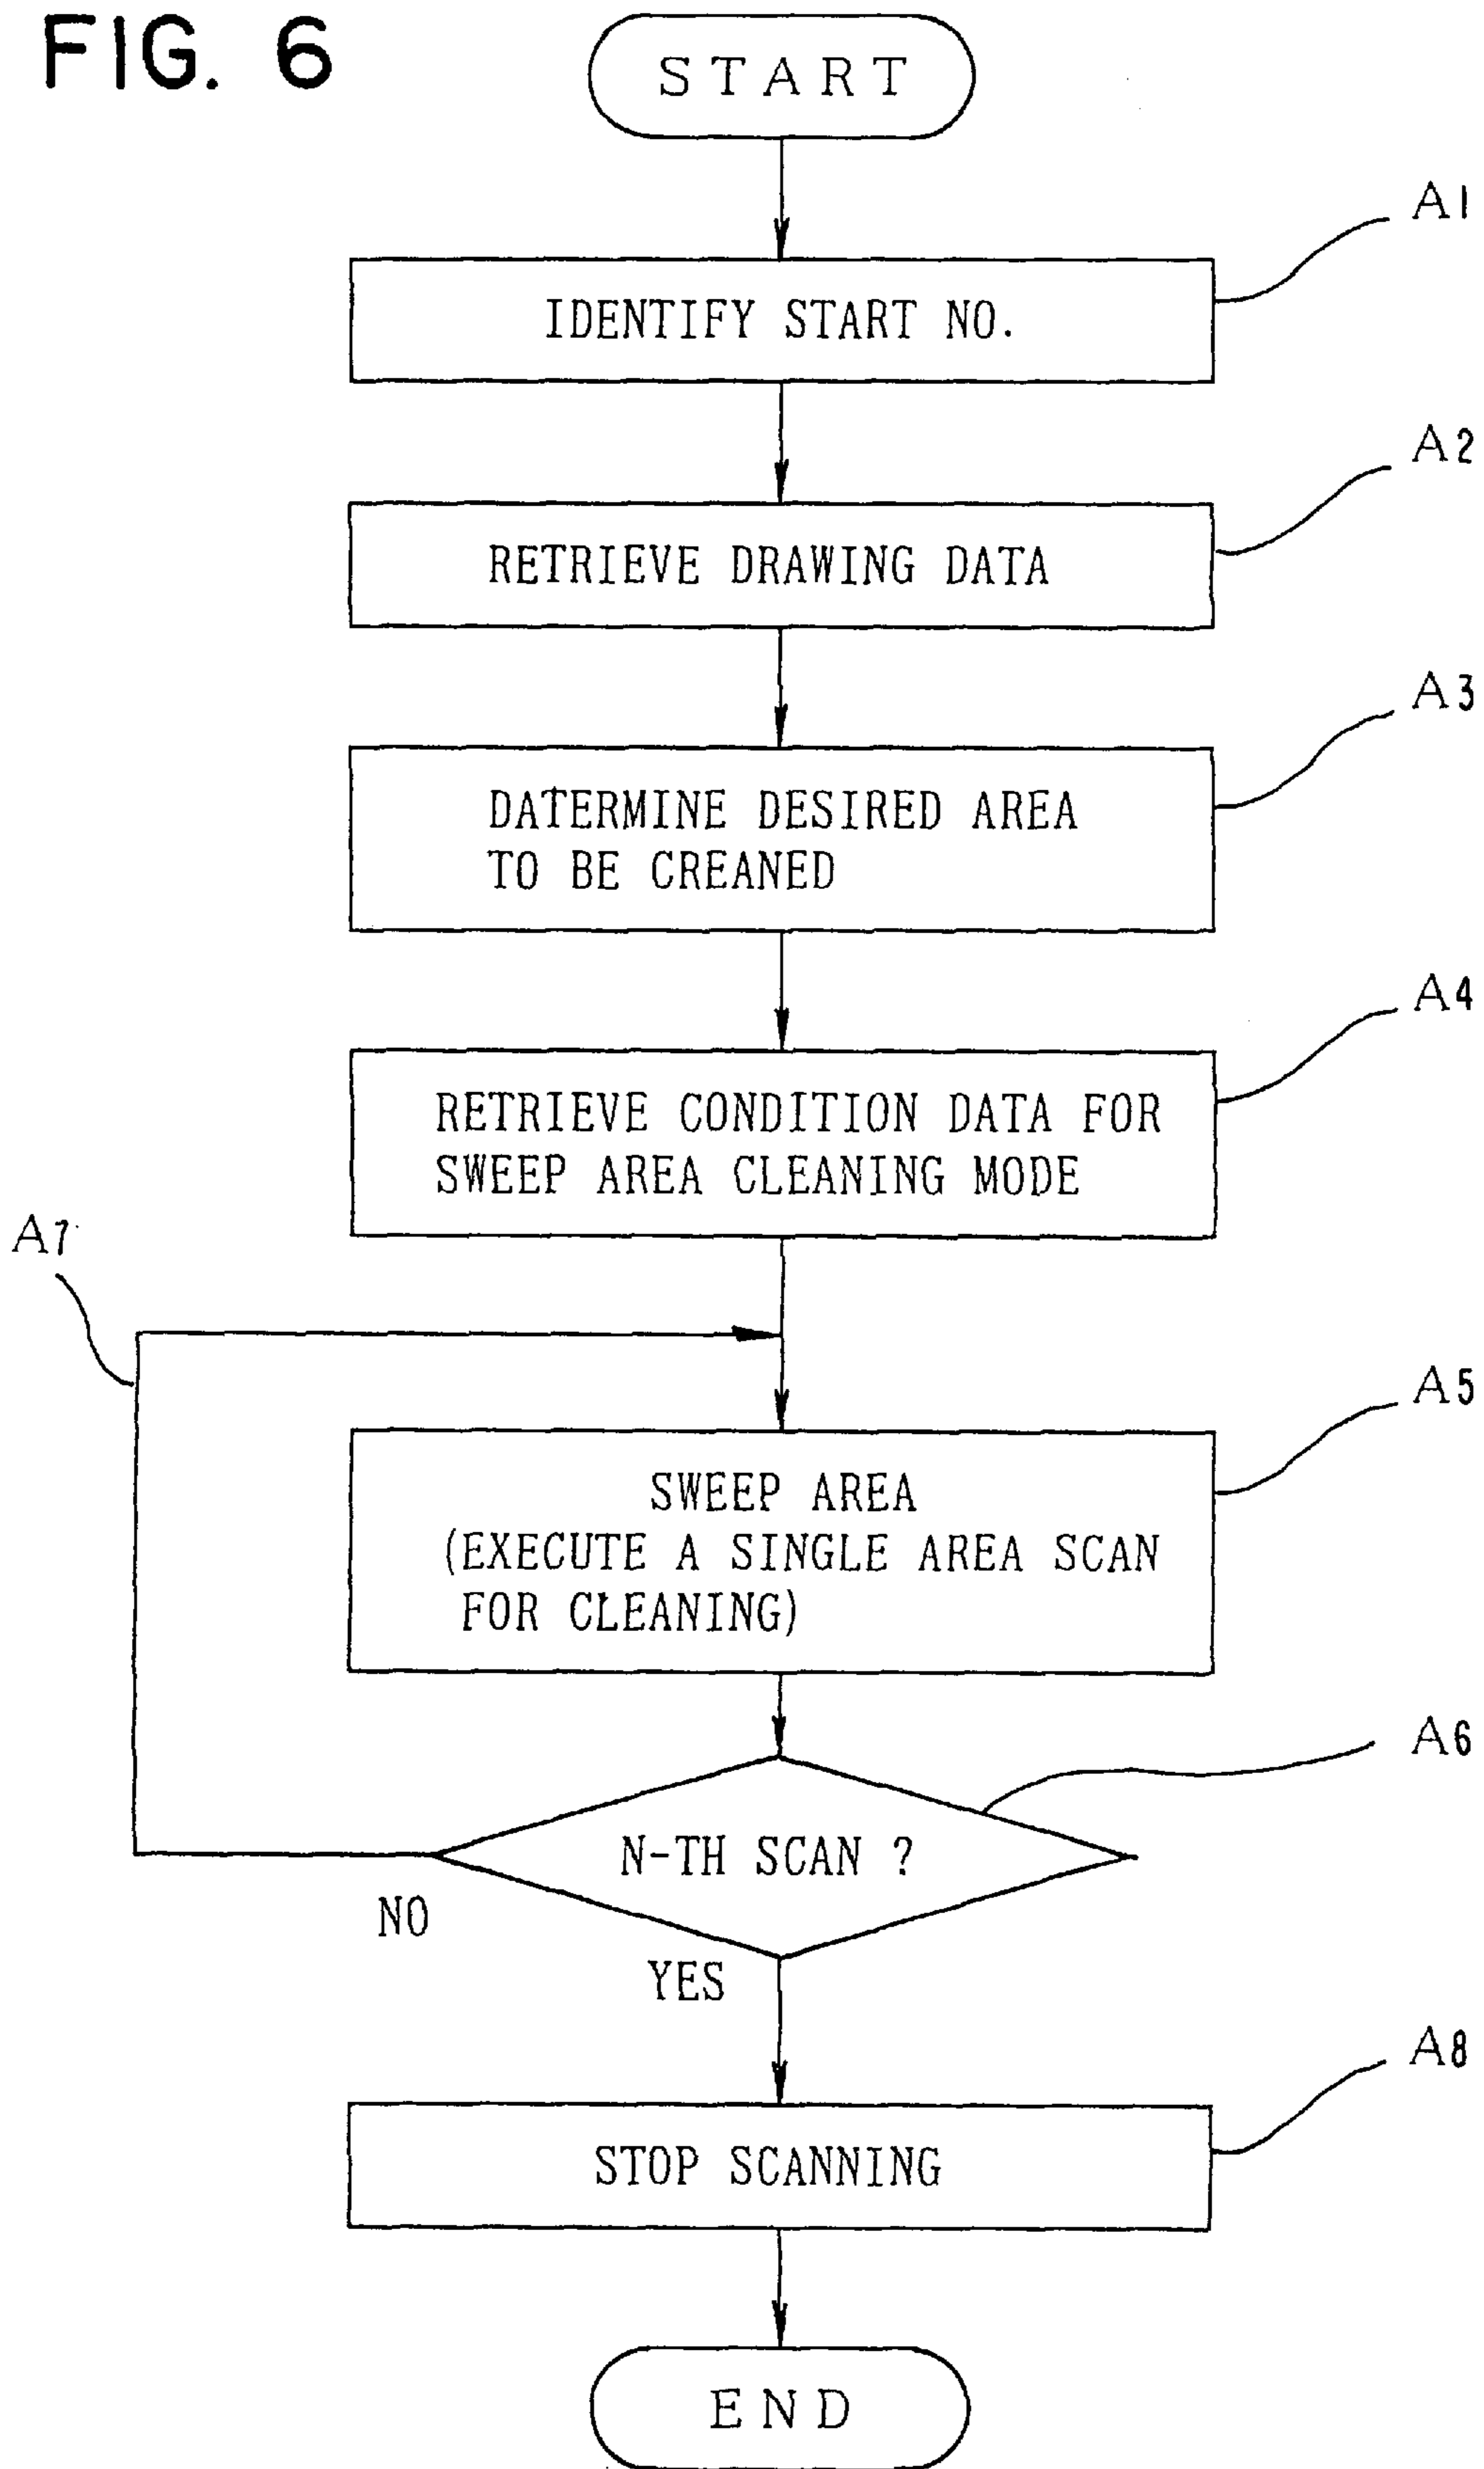 FIG. 6
START
A1
IDENTIFY START NO.
A2
RETRIEVE DRAWING DATA
A3
DATERMINE DESIRED AREA
TO BE CREANED
A4
RETRIEVE CONDITION DATA FOR
SWEEP AREA CLEANING MODE
A7
A5
SWEEP AREA
(EXECUTE A SINGLE AREA SCAN
FOR CLEANING)
A6
N-TH SCAN ?
NO
YES
A8
STOP SCANNING
END